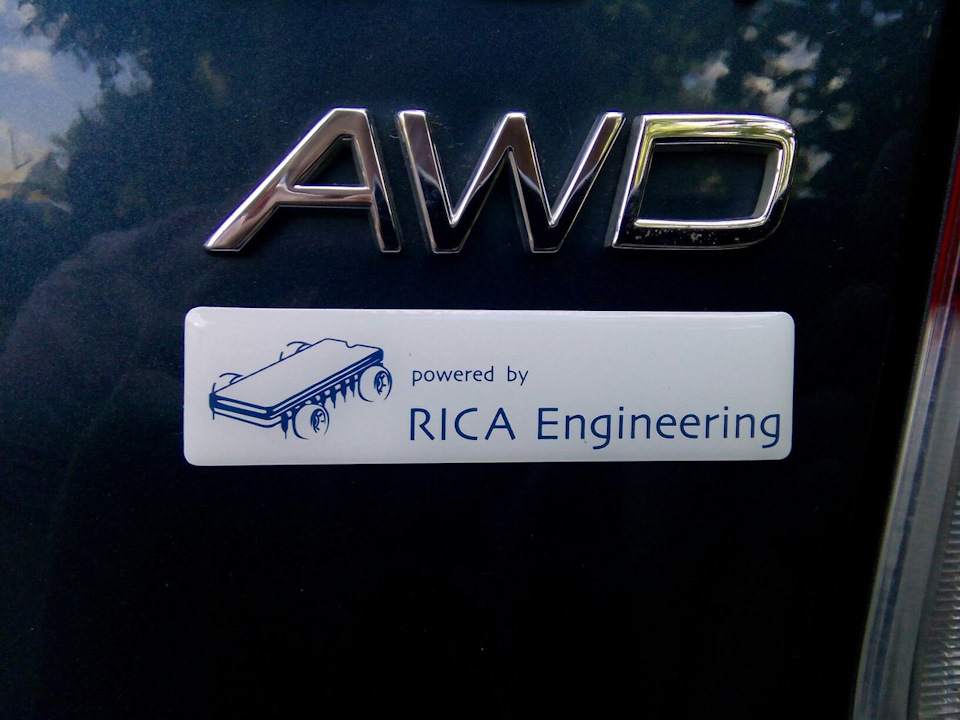 AWD
powered by
RICA Engineering